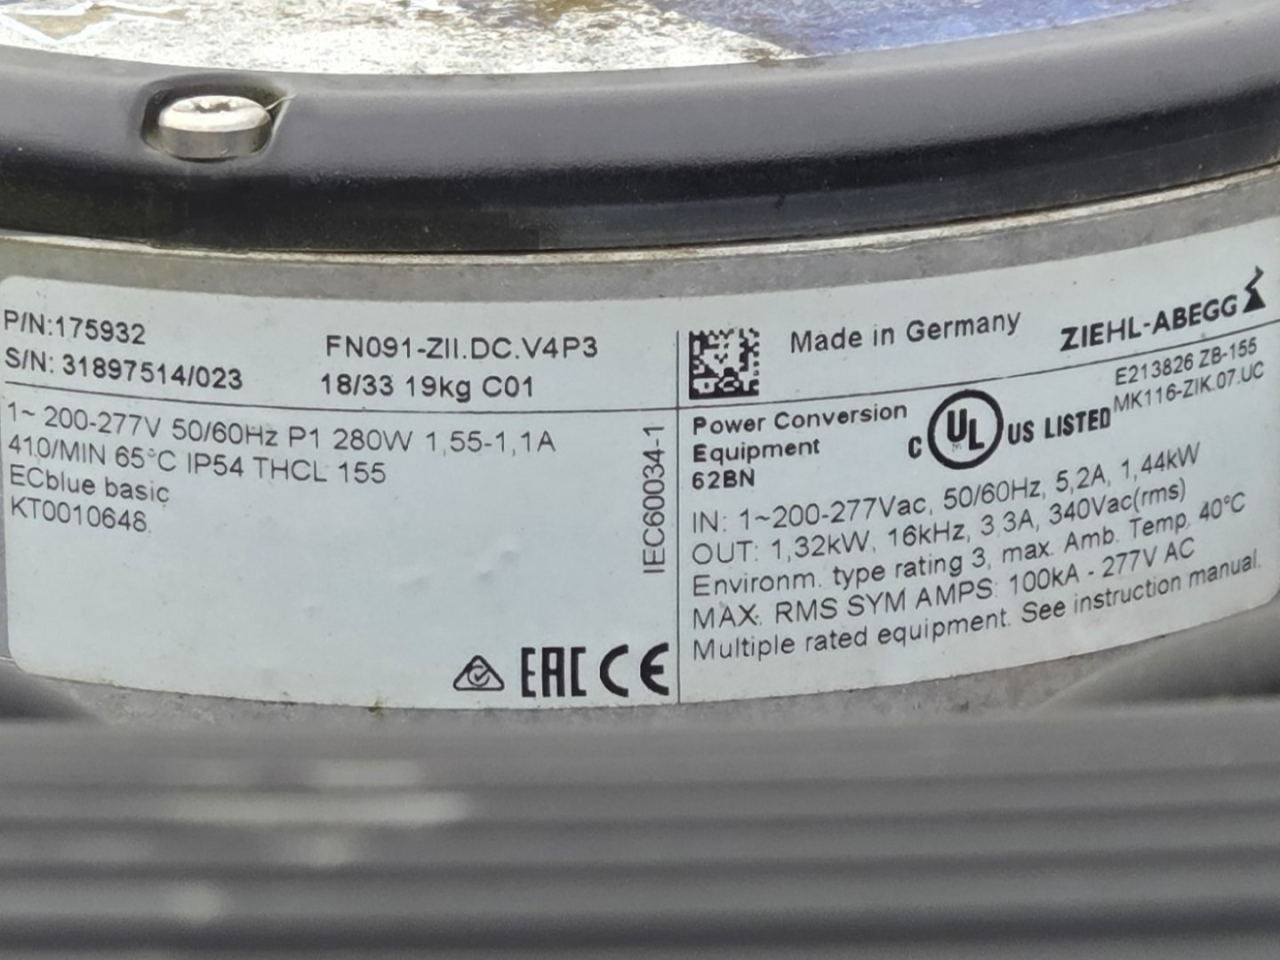 P/N:175932
S/N: 31897514/023
FN091-ZII.DC.V4P3
18/33 19kg C01
1~ 200-277V 50/60Hz P1 280W 1,55-1,1A
410/MIN 65°C IP54 THCL 155
ECblue basic
KT0010648
IEC60034-1
EAC CE
Made in Germany
ZIEHL-ABEGG
Power Conversion
Equipment
62BN
C UL US LISTED
E213826 ZB-155
MK116-ZIK.07.UC
IN: 1~200-277Vac, 50/60Hz, 5,2A, 1,44kW
OUT: 1,32kW, 16kHz, 3,3A, 340Vac(rms)
Environm. type rating 3, max. Amb. Temp. 40°C
MAX. RMS SYM AMPS: 100kA - 277V AC
Multiple rated equipment. See instruction manual.